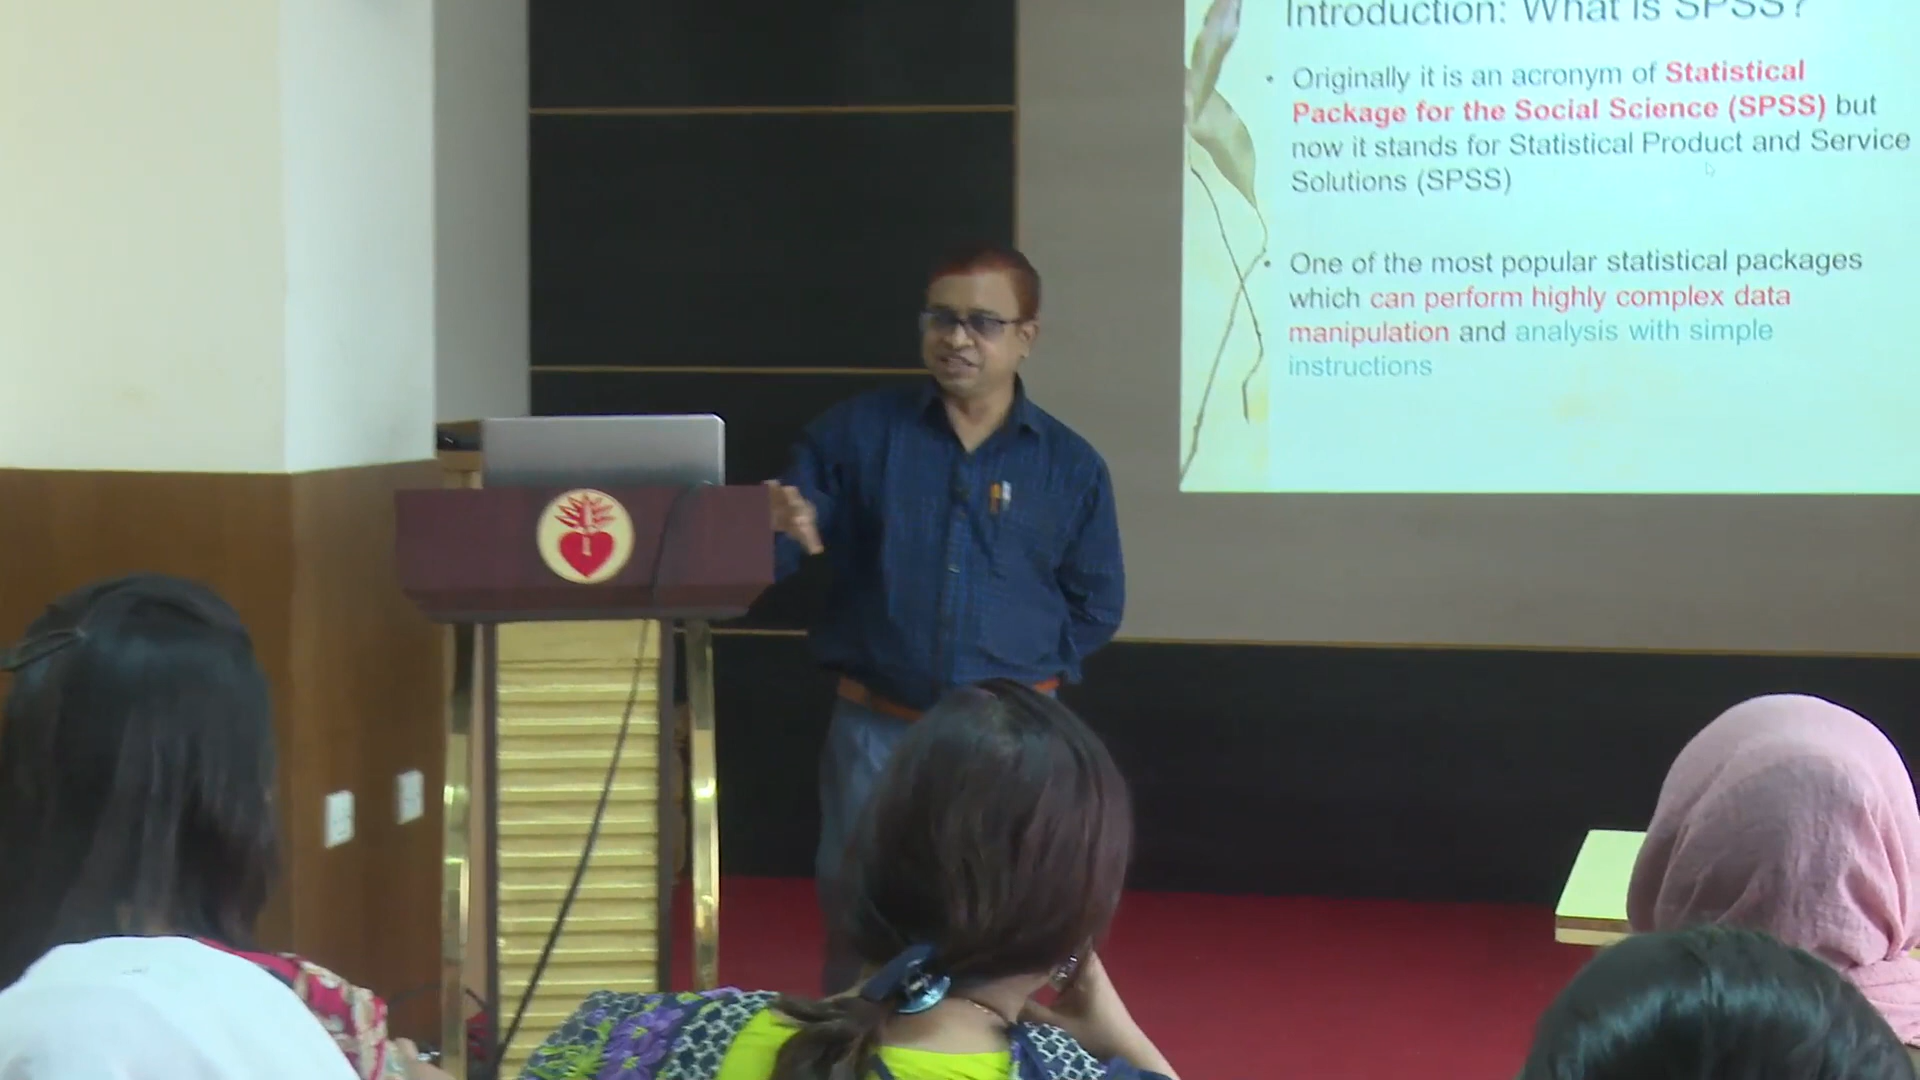 Introduction: What is SPSS?
• Originally it is an acronym of Statistical
Package for the Social Science (SPSS) but
now it stands for Statistical Product and Service
Solutions (SPSS)
• One of the most popular statistical packages
which can perform highly complex data
manipulation and analysis with simple
instructions